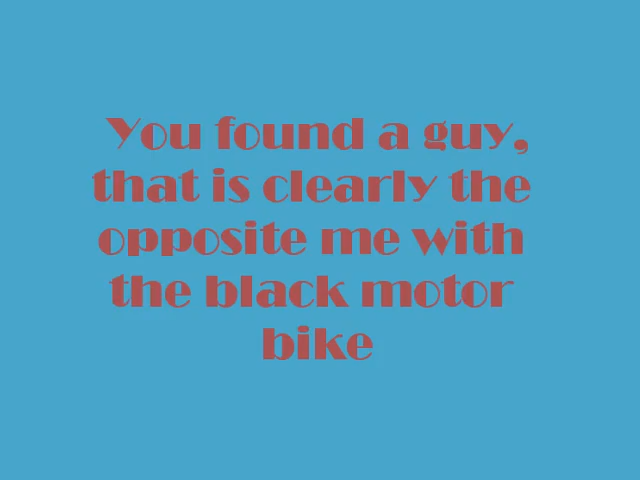 You found a guy,
that is clearly the
opposite me with
the black motor
bike